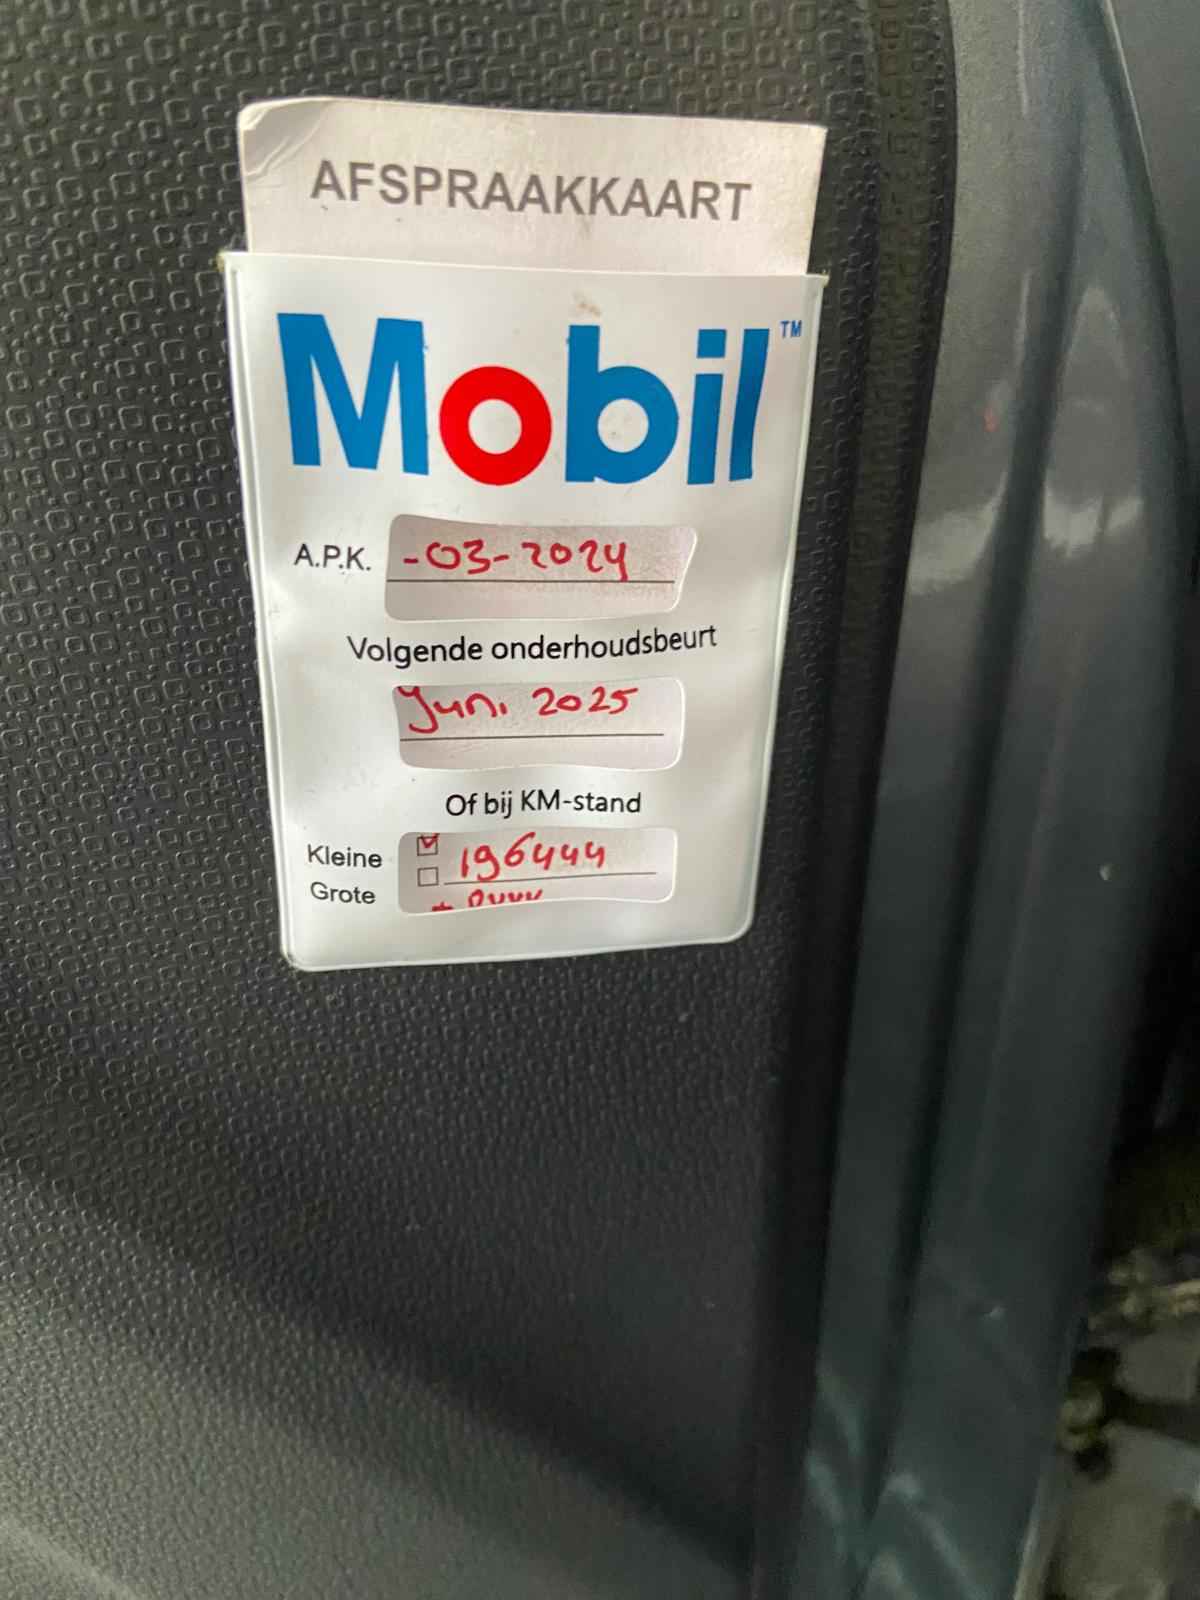 AFSPRAAKKAART
Mobil™
A.P.K. -03-2024
Volgende onderhoudsbeurt
Juni 2025
Of bij KM-stand
Kleine ☑ 196444
Grote ☐